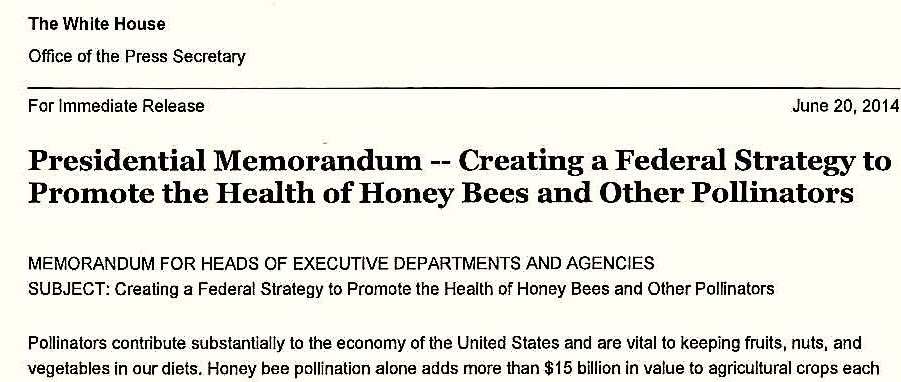 The White House
Office of the Press Secretary
For Immediate Release June 20, 2014
Presidential Memorandum -- Creating a Federal Strategy to
Promote the Health of Honey Bees and Other Pollinators
MEMORANDUM FOR HEADS OF EXECUTIVE DEPARTMENTS AND AGENCIES
SUBJECT: Creating a Federal Strategy to Promote the Health of Honey Bees and Other Pollinators
Pollinators contribute substantially to the economy of the United States and are vital to keeping fruits, nuts, and
vegetables in our diets. Honey bee pollination alone adds more than $15 billion in value to agricultural crops each